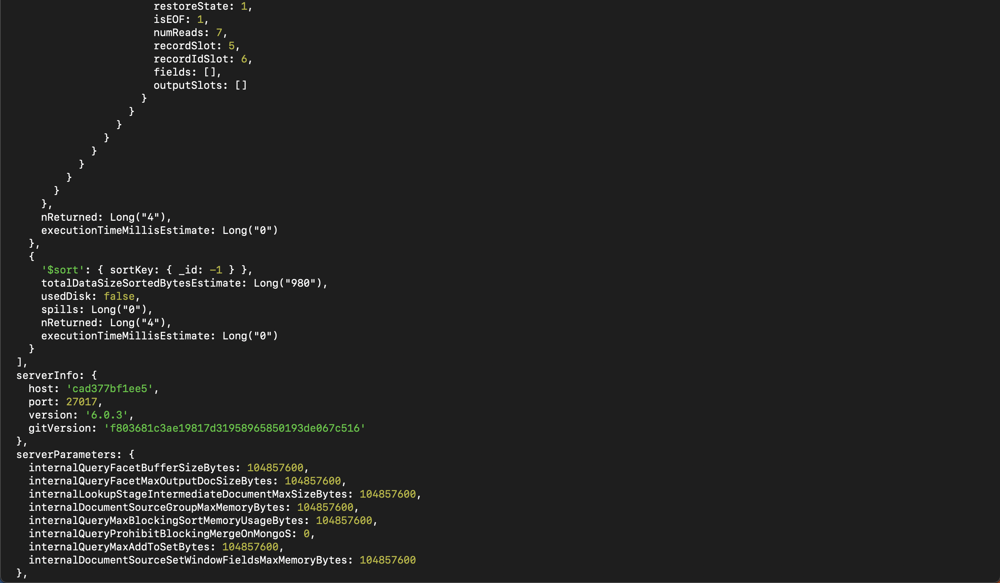 restoreState: 1,
isEOF: 1,
numReads: 7,
recordSlot: 5,
recordIdSlot: 6,
fields: [],
outputSlots: []
}
}
}
}
}
}
}
}
},
nReturned: Long("4"),
executionTimeMillisEstimate: Long("0")
},
{
'$sort': { sortKey: { _id: -1 } },
totalDataSizeSortedBytesEstimate: Long("980"),
usedDisk: false,
spills: Long("0"),
nReturned: Long("4"),
executionTimeMillisEstimate: Long("0")
}
],
serverInfo: {
host: 'cad377bf1ee5',
port: 27017,
version: '6.0.3',
gitVersion: 'f803681c3ae19817d31958965850193de067c516'
},
serverParameters: {
internalQueryFacetBufferSizeBytes: 104857600,
internalQueryFacetMaxOutputDocSizeBytes: 104857600,
internalLookupStageIntermediateDocumentMaxSizeBytes: 104857600,
internalDocumentSourceGroupMaxMemoryBytes: 104857600,
internalQueryMaxBlockingSortMemoryUsageBytes: 104857600,
internalQueryProhibitBlockingMergeOnMongoS: 0,
internalQueryMaxAddToSetBytes: 104857600,
internalDocumentSourceSetWindowFieldsMaxMemoryBytes: 104857600
},